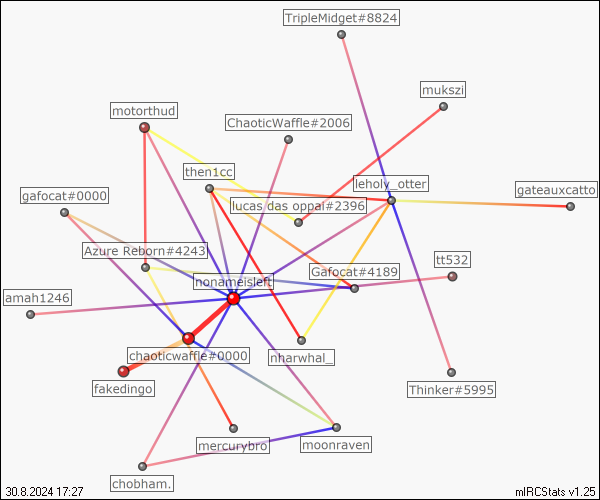 TripleMidget#8824
mukszi
motorthud
ChaoticWaffle#2006
then1cc
leholy_otter
gafocat#0000
gateauxcatto
lucas das oppai#2396
Azure Reborn#4243
tt532
Gafocat#4189
nonameisleft
amah1246
chaoticwaffle#0000
nharwhal_
fakedingo
Thinker#5995
mercurybro
moonraven
chobham.
30.8.2024 17:27
mIRCStats v1.25